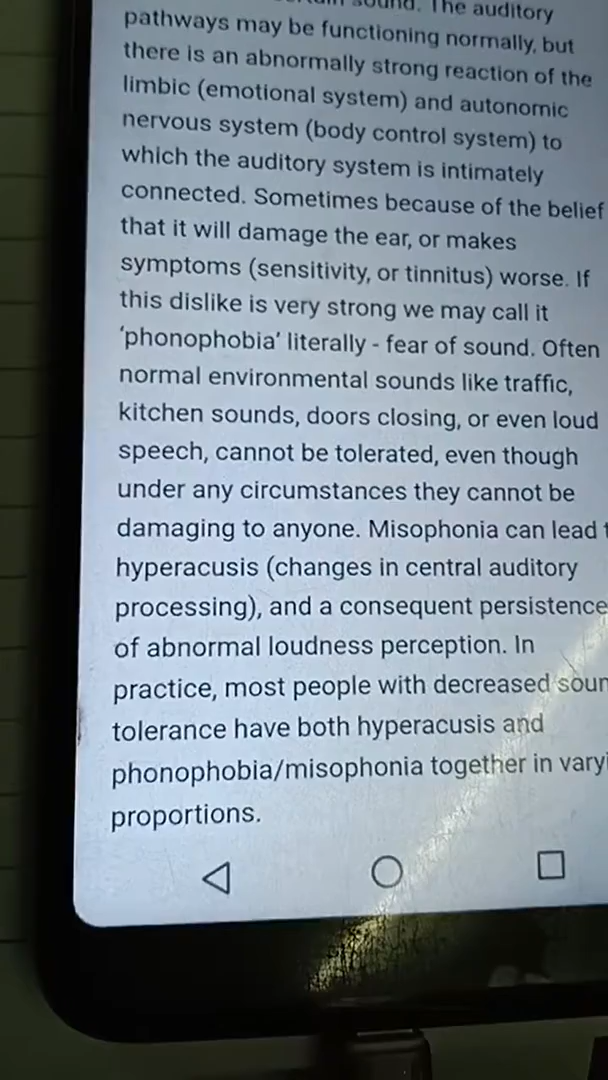 sound. The auditory
pathways may be functioning normally, but
there is an abnormally strong reaction of the
limbic (emotional system) and autonomic
nervous system (body control system) to
which the auditory system is intimately
connected. Sometimes because of the belief
that it will damage the ear, or makes
symptoms (sensitivity, or tinnitus) worse. If
this dislike is very strong we may call it
‘phonophobia’ literally - fear of sound. Often
normal environmental sounds like traffic,
kitchen sounds, doors closing, or even loud
speech, cannot be tolerated, even though
under any circumstances they cannot be
damaging to anyone. Misophonia can lead t
hyperacusis (changes in central auditory
processing), and a consequent persistence
of abnormal loudness perception. In
practice, most people with decreased soun
tolerance have both hyperacusis and
phonophobia/misophonia together in varyi
proportions.